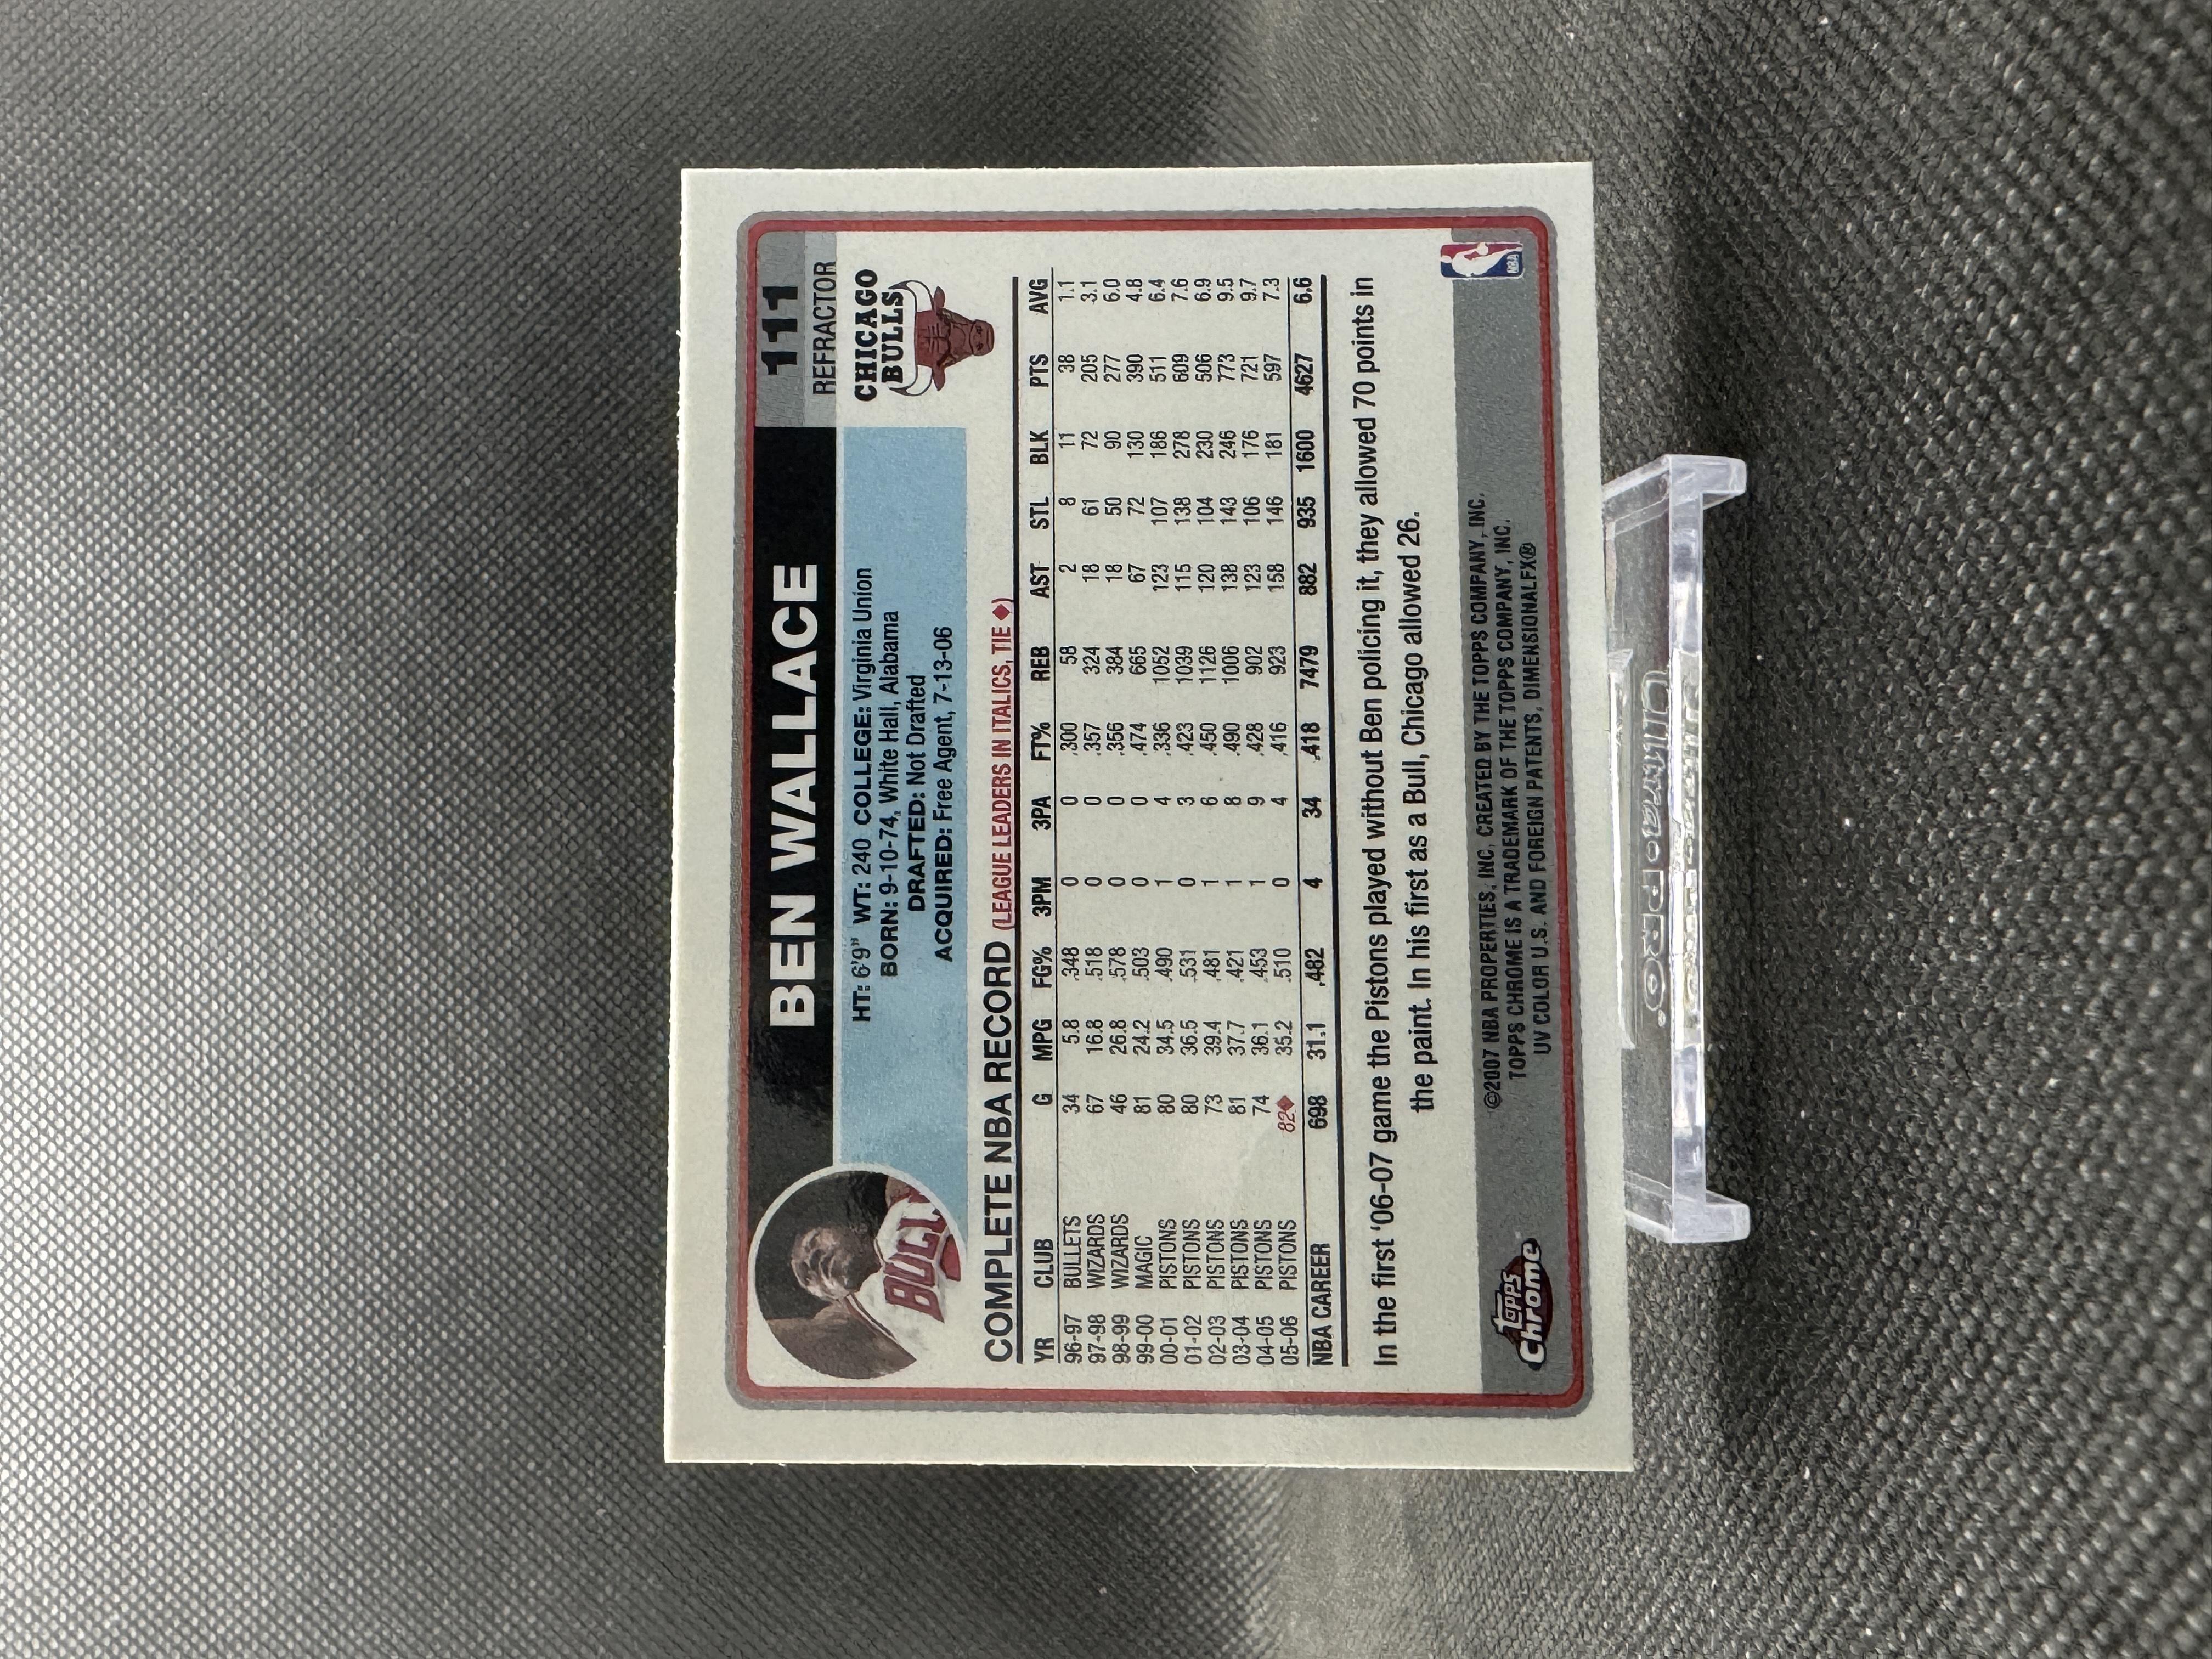 111
BEN WALLACE
REFRACTOR
HT: 6'9" WT: 240 COLLEGE: Virginia Union
BORN: 9-10-74, White Hall, Alabama
DRAFTED: Not Drafted
ACQUIRED: Free Agent, 7-13-06
CHICAGO
BULLS
BULL
COMPLETE NBA RECORD (LEAGUE LEADERS IN ITALICS, TIE ◆)
YR CLUB G MPG FG% 3PM 3PA FT% REB AST STL BLK PTS AVG
96-97 BULLETS 34 5.8 .348 0 0 .300 58 2 8 11 38 1.1
97-98 WIZARDS 67 16.8 .518 0 0 .357 324 18 61 72 205 3.1
98-99 WIZARDS 46 26.8 .578 0 0 .356 384 18 50 90 277 6.0
99-00 MAGIC 81 24.2 .503 0 0 .474 665 67 72 130 390 4.8
00-01 PISTONS 80 34.5 .490 1 4 .336 1052 123 107 186 511 6.4
01-02 PISTONS 80 36.5 .531 0 3 .423 1039 115 138 278 609 7.6
02-03 PISTONS 73 39.4 .481 1 6 .450 1126 120 104 230 506 6.9
03-04 PISTONS 81 37.7 .421 1 8 .490 1006 138 143 246 773 9.5
04-05 PISTONS 74 36.1 .453 1 9 .428 902 123 106 176 721 9.7
05-06 PISTONS 82◆ 35.2 .510 0 4 .416 923 158 146 181 597 7.3
NBA CAREER 698 31.1 .482 4 34 .418 7479 882 935 1600 4627 6.6
In the first '06-07 game the Pistons played without Ben policing it, they allowed 70 points in
the paint. In his first as a Bull, Chicago allowed 26.
©2007 NBA PROPERTIES, INC. CREATED BY THE TOPPS COMPANY, INC.
TOPPS CHROME IS A TRADEMARK OF THE TOPPS COMPANY, INC.
UV COLOR U.S. AND FOREIGN PATENTS, DIMENSIONALFX®
TOPPS
Chrome
NBA
Ultra·PRO